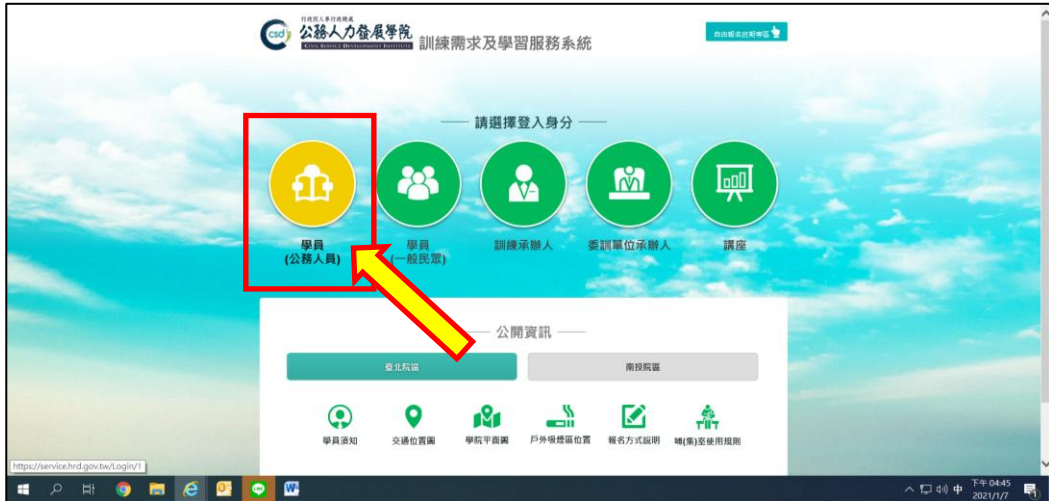 行政院人事行政總處
csdi 公務人力發展學院
CIVIL SERVICE DEVELOPMENT INSTITUTE
訓練需求及學習服務系統
自由報名班期專區
請選擇登入身分
學員
(公務人員)
學員
(一般民眾)
訓練承辦人
委訓單位承辦人
講座
公開資訊
臺北院區
南投院區
學員須知
交通位置圖
學院平面圖
戶外吸煙區位置
報名方式說明
哺(集)乳室使用規則
https://service.hrd.gov.tw/Login/1
中
下午 04:45
2021/1/7